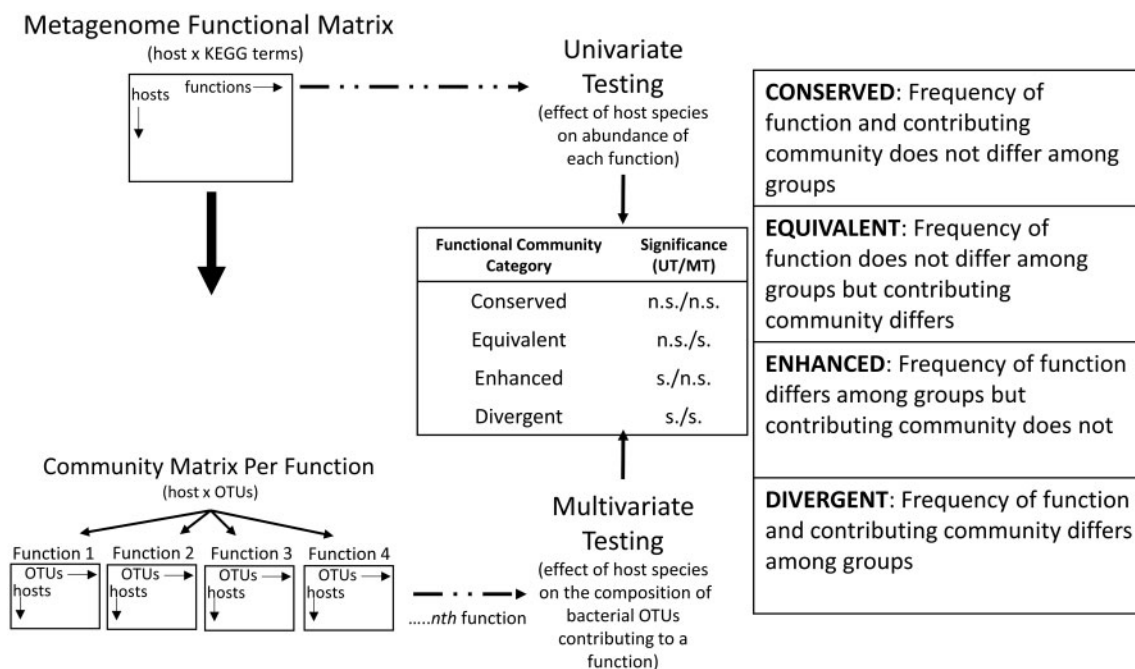 Metagenome Functional Matrix
(host x KEGG terms)
functions
hosts
Univariate
Testing
(effect of host species
on abundance of
each function)
Functional Community
Category
Significance
(UT/MT)
Conserved n.s./n.s.
Equivalent n.s./s.
Enhanced s./n.s.
Divergent s./s.
Community Matrix Per Function
(host x OTUs)
Function 1 Function 2 Function 3 Function 4
OTUs OTUs OTUs OTUs
hosts hosts hosts hosts
.....nth function
Multivariate
Testing
(effect of host species
on the composition of
bacterial OTUs
contributing to a
function)
CONSERVED: Frequency of
function and contributing
community does not differ among
groups
EQUIVALENT: Frequency of
function does not differ among
groups but contributing
community differs
ENHANCED: Frequency of function
differs among groups but
contributing community does not
DIVERGENT: Frequency of function
and contributing community differs
among groups